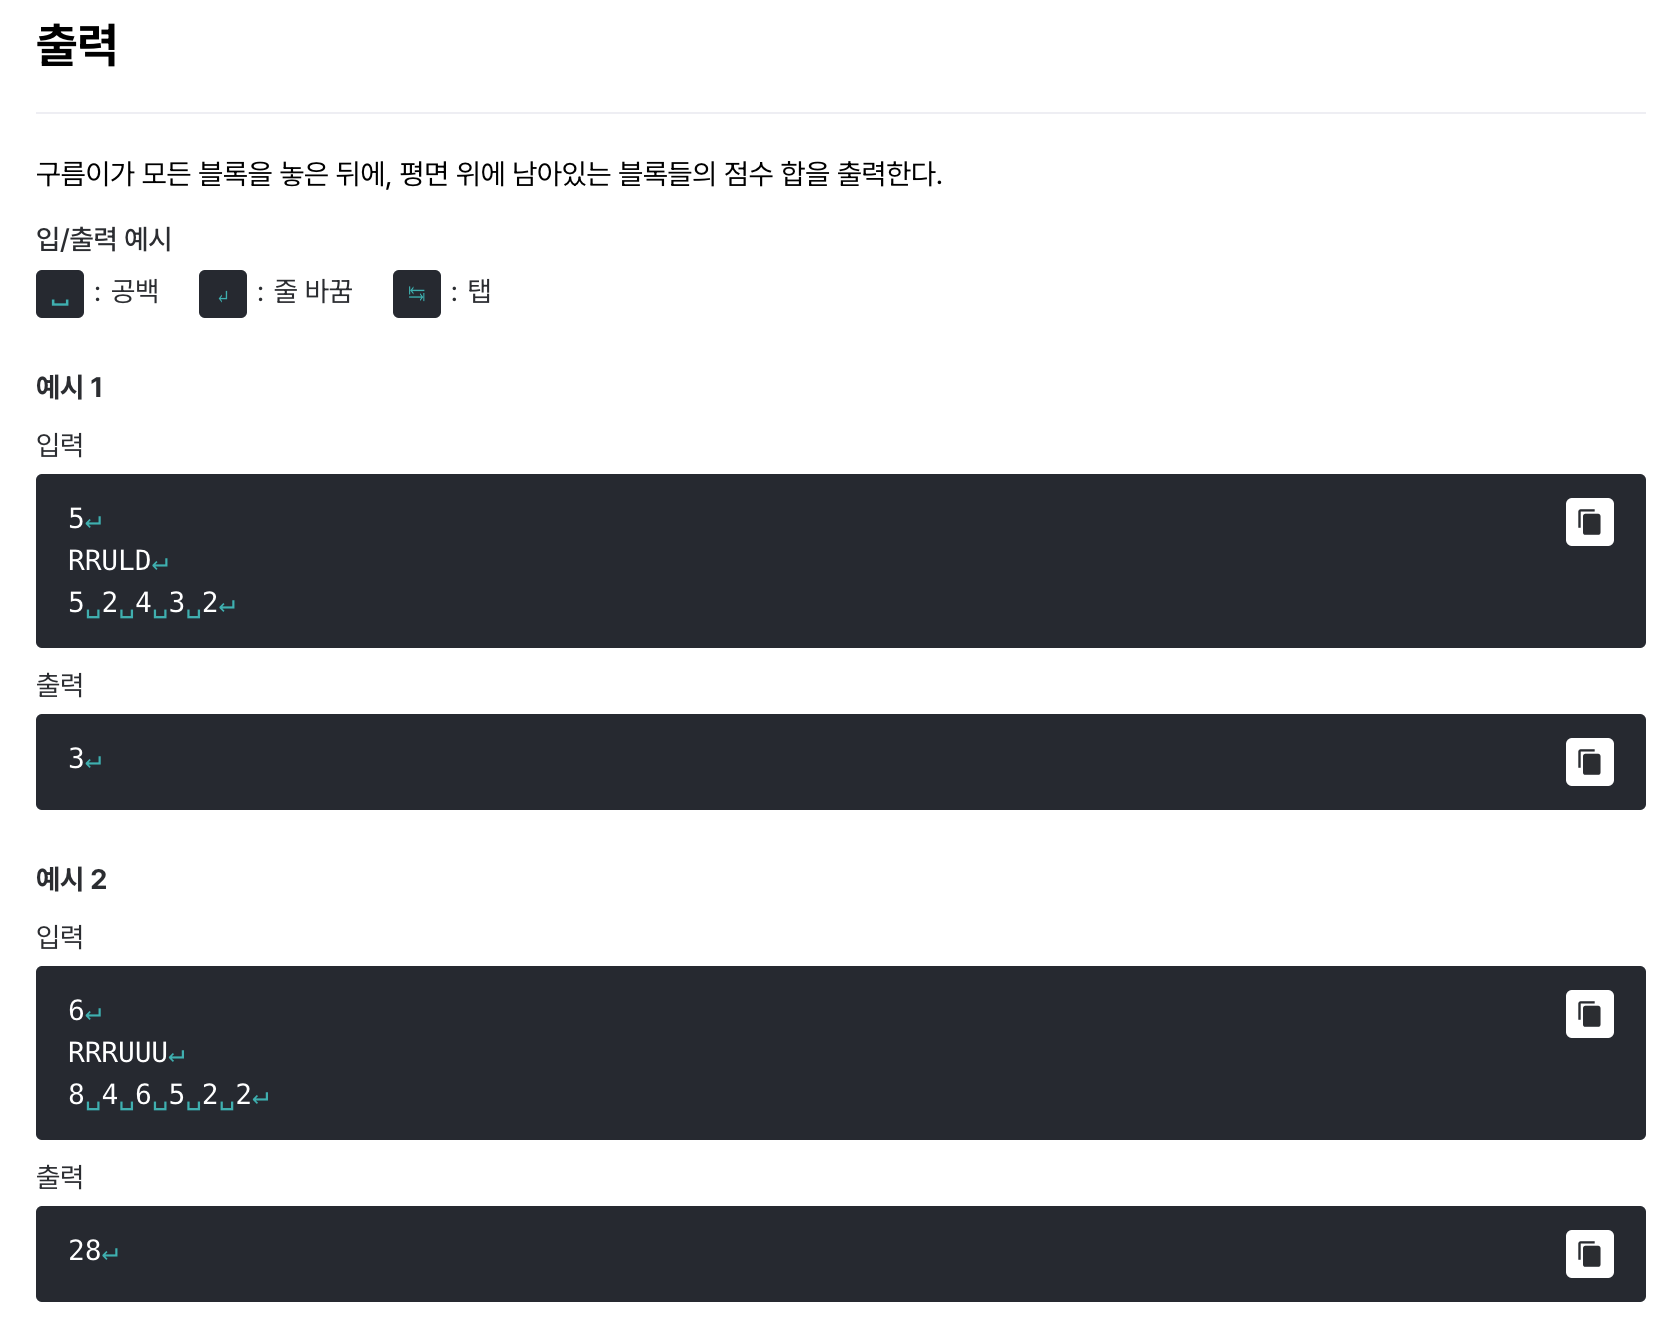 출력
구름이가 모든 블록을 놓은 뒤에, 평면 위에 남아있는 블록들의 점수 합을 출력한다.
입/출력 예시
␣ : 공백 ↵ : 줄 바꿈 ↹ : 탭
예시 1
입력
5↵
RRULD↵
5␣2␣4␣3␣2↵
출력
3↵
예시 2
입력
6↵
RRRUUU↵
8␣4␣6␣5␣2␣2↵
출력
28↵